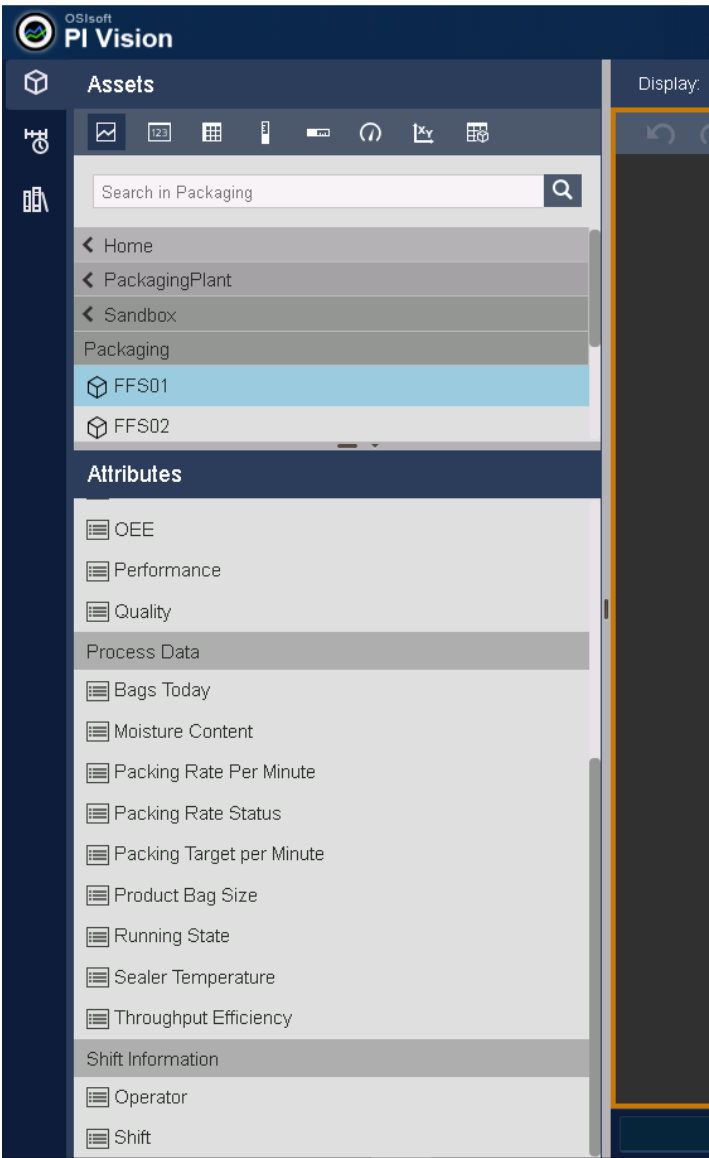 OSIsoft
PI Vision
Assets
Display:
123
XY
Search in Packaging
Home
PackagingPlant
Sandbox
Packaging
FFS01
FFS02
Attributes
OEE
Performance
Quality
Process Data
Bags Today
Moisture Content
Packing Rate Per Minute
Packing Rate Status
Packing Target per Minute
Product Bag Size
Running State
Sealer Temperature
Throughput Efficiency
Shift Information
Operator
Shift